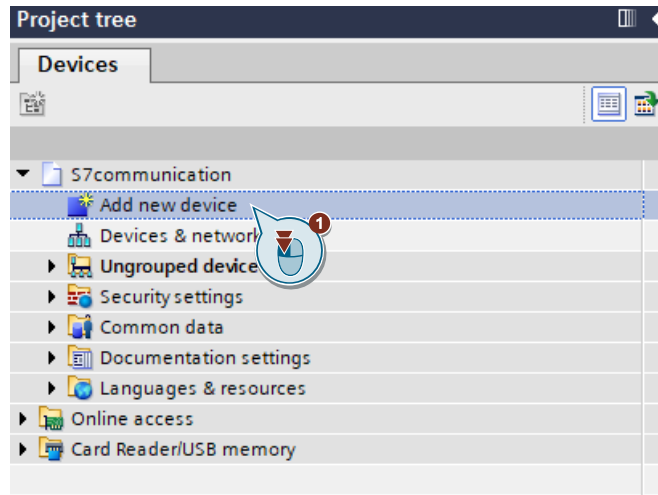 Project tree
Devices
S7communication
Add new device
1
Devices & network
Ungrouped device
Security settings
Common data
Documentation settings
Languages & resources
Online access
Card Reader/USB memory